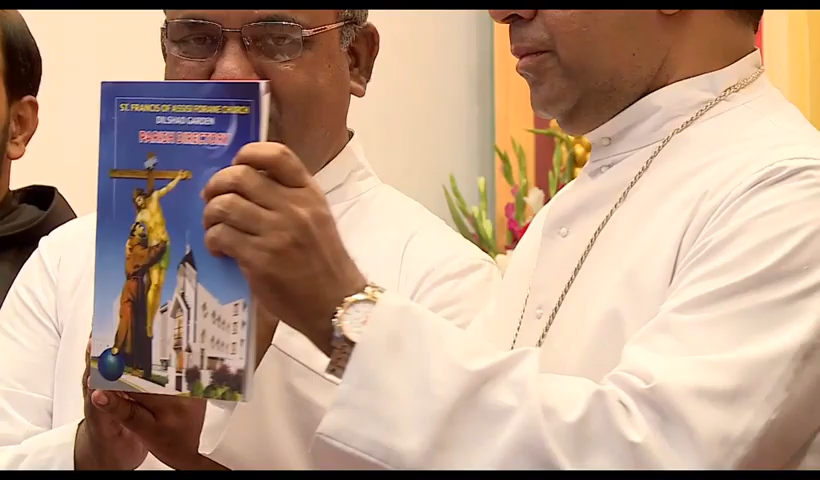 ST. FRANCIS OF ASSISI FORANE CHURCH
DILSHAD GARDEN
PARISH DIRECTORY